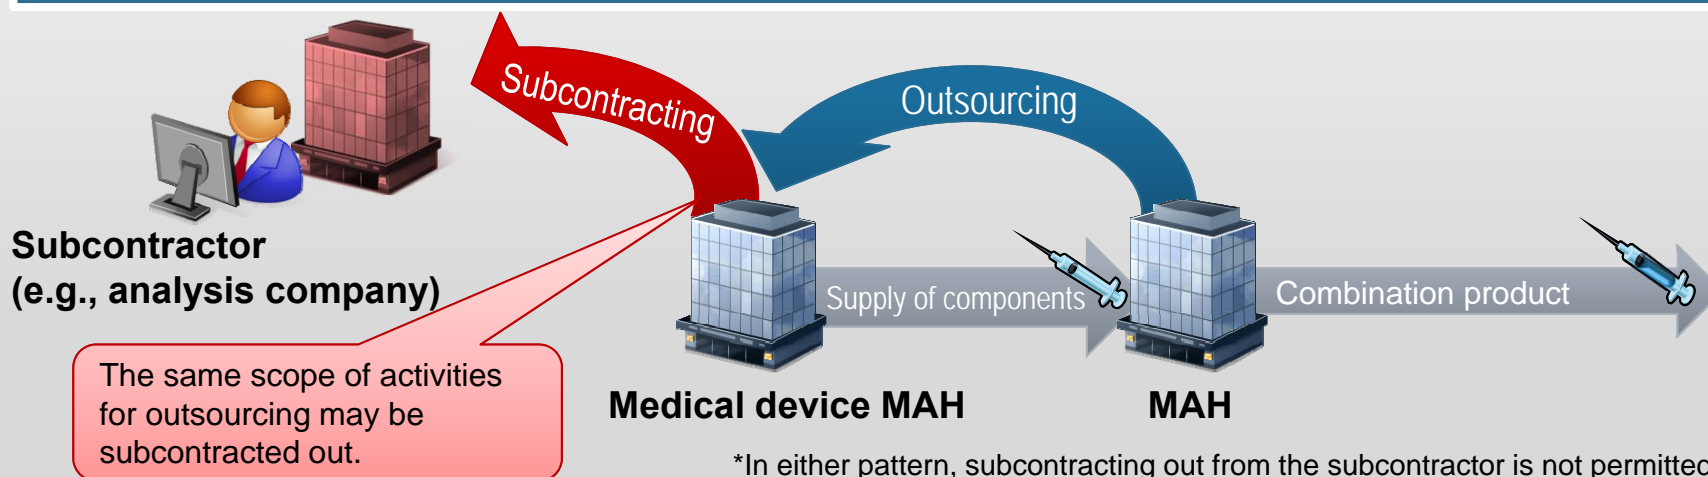 Subcontracting
Outsourcing
Subcontractor
(e.g., analysis company)
Supply of components
Combination product
The same scope of activities
for outsourcing may be
subcontracted out.
Medical device MAH
MAH
*In either pattern, subcontracting out from the subcontractor is not permitted